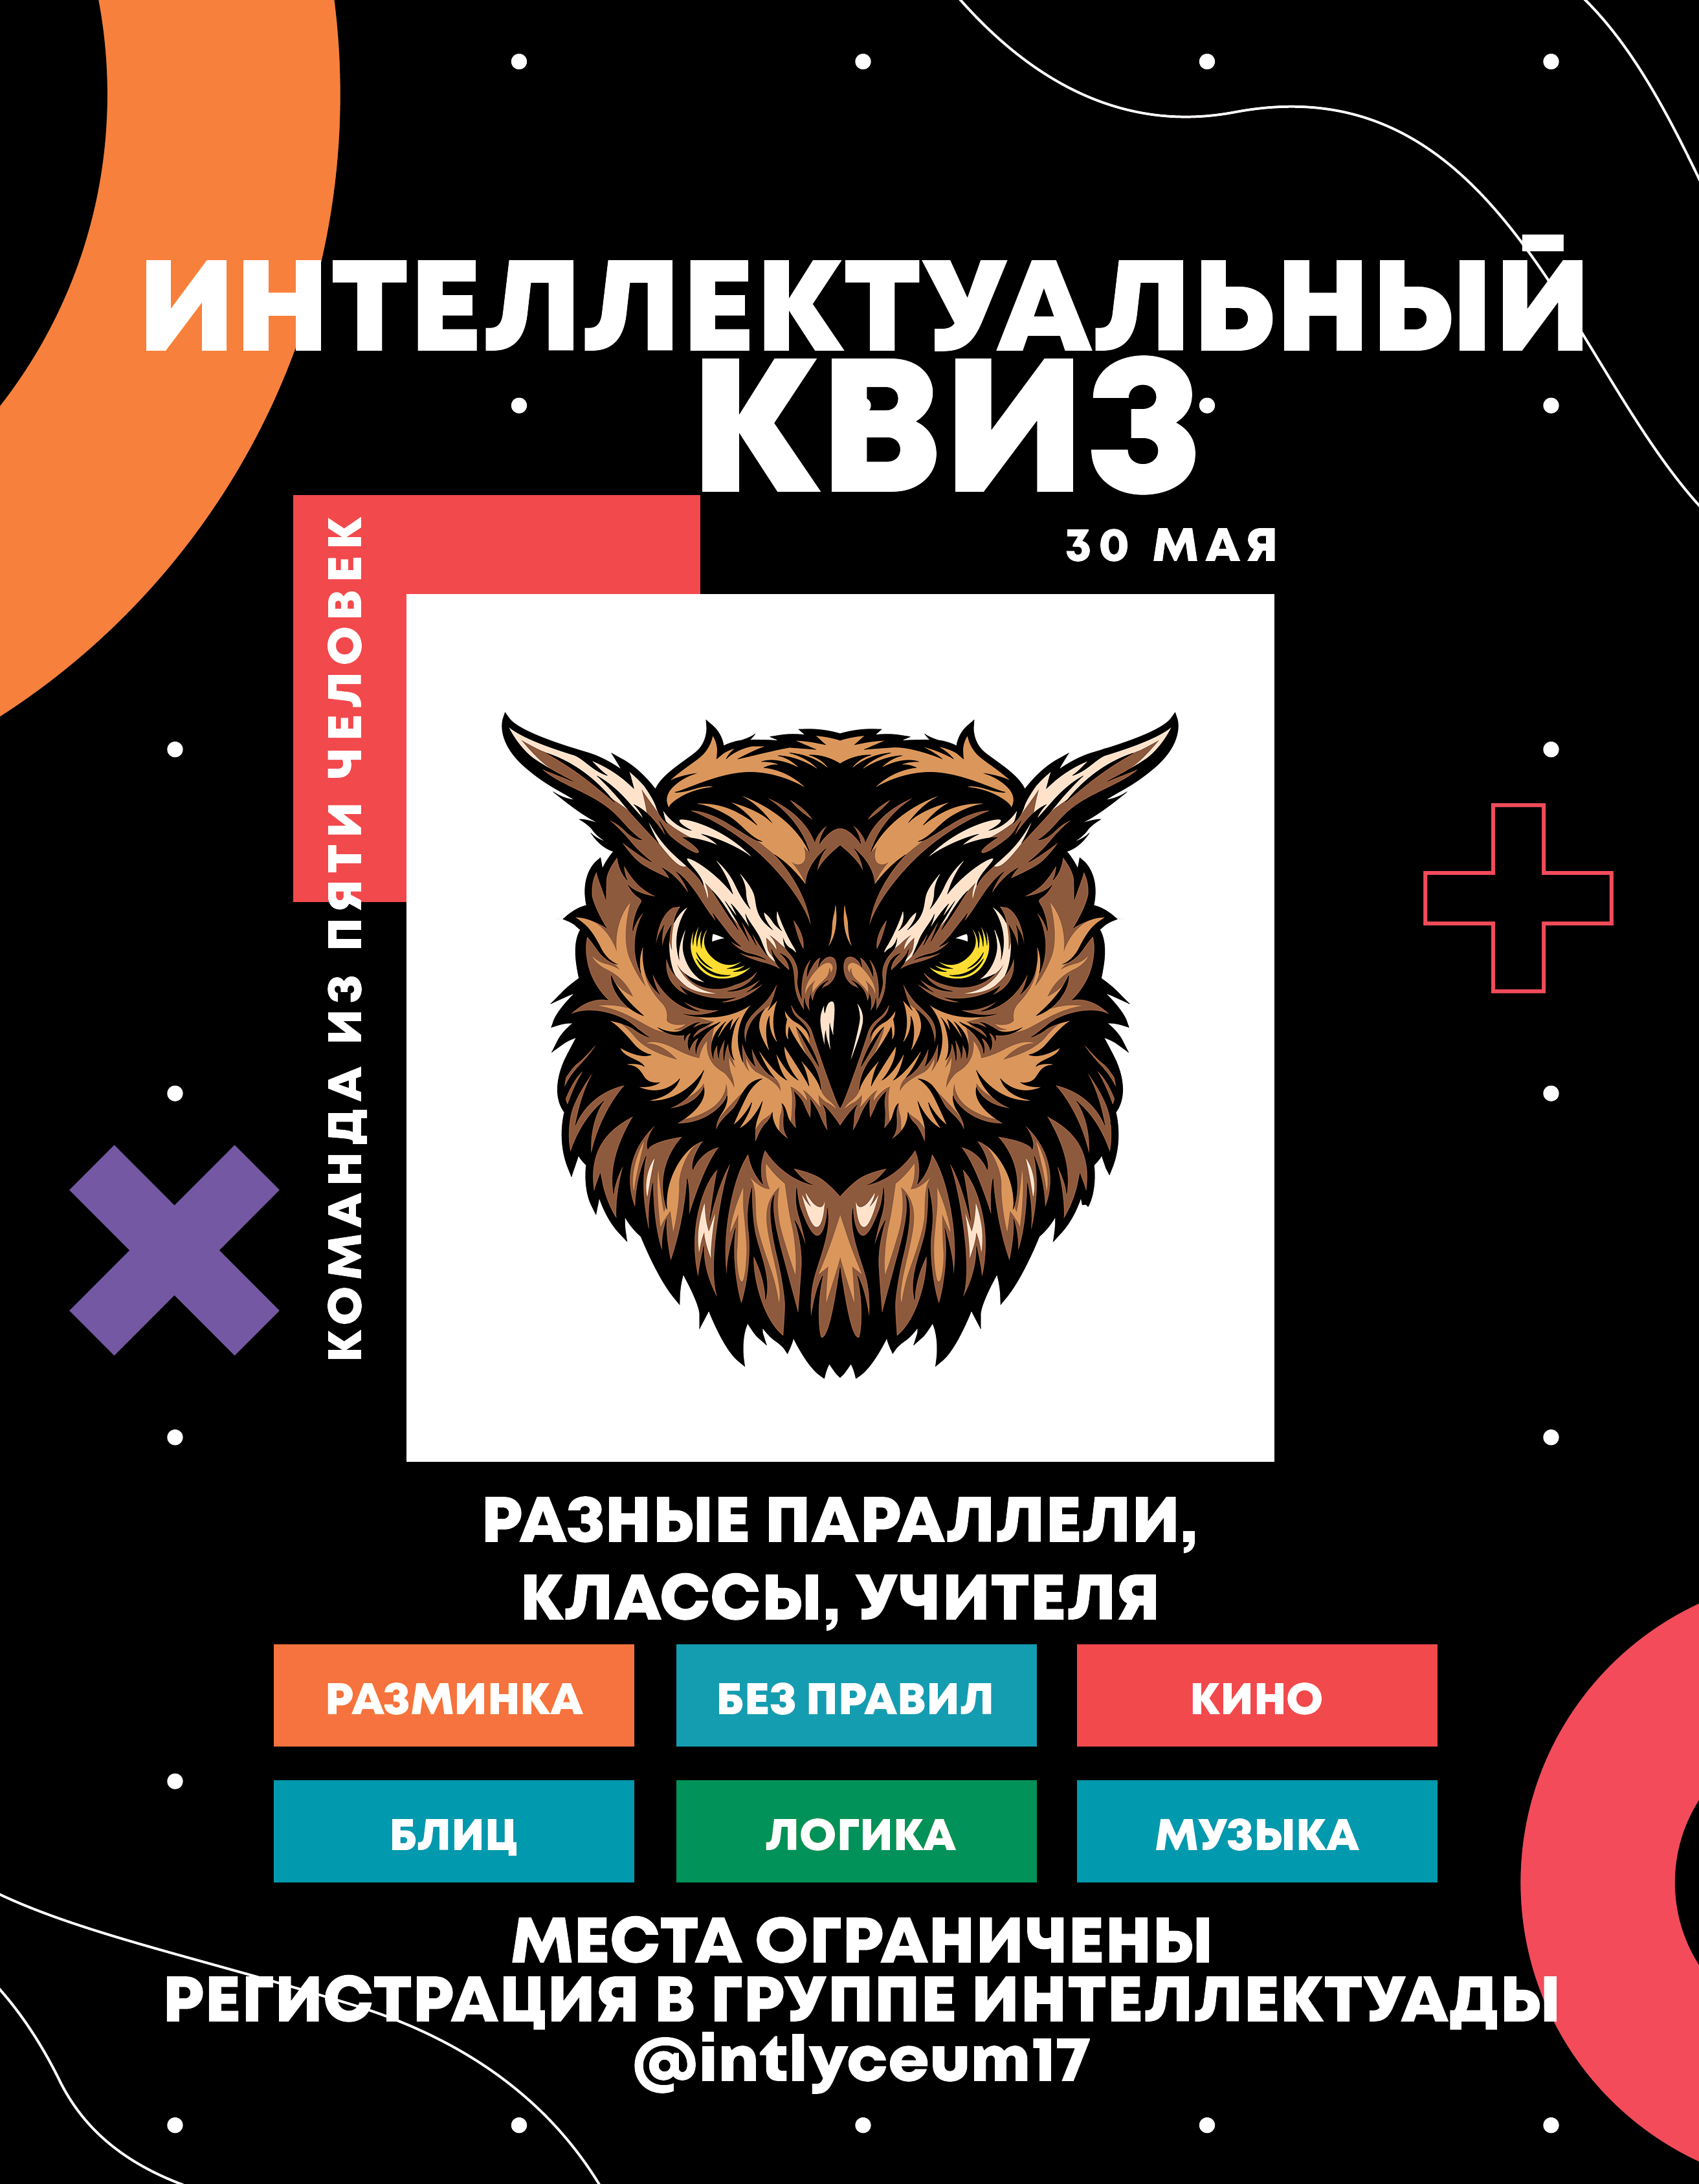 ИНТЕЛЛЕКТУАЛЬНЫЙ
КВИЗ
30 МАЯ
КОМАНДА ИЗ ПЯТИ ЧЕЛОВЕК
РАЗНЫЕ ПАРАЛЛЕЛИ,
КЛАССЫ, УЧИТЕЛЯ
РАЗМИНКА
БЕЗ ПРАВИЛ
КИНО
БЛИЦ
ЛОГИКА
МУЗЫКА
МЕСТА ОГРАНИЧЕНЫ
РЕГИСТРАЦИЯ В ГРУППЕ ИНТЕЛЛЕКТУАДЫ
@intlyceum17